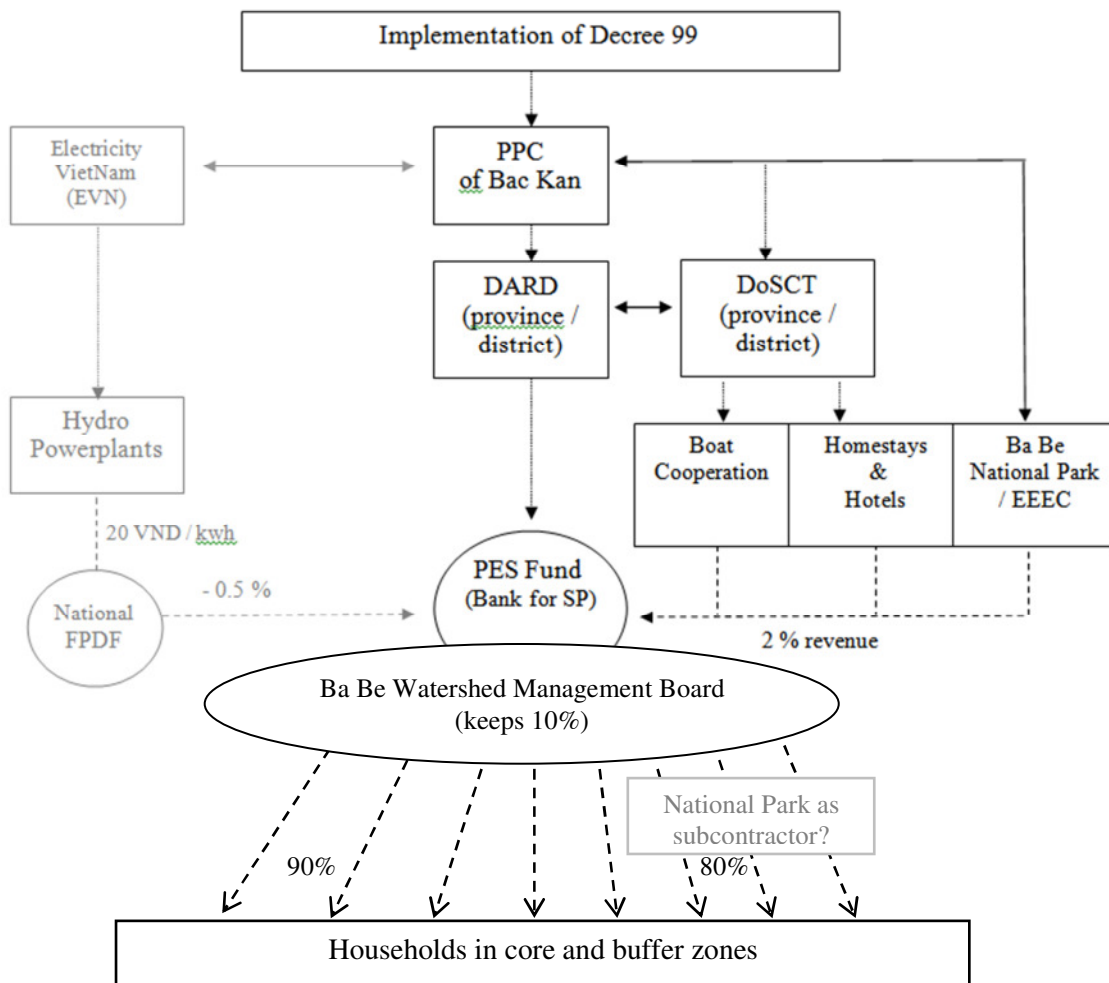 Implementation of Decree 99
Electricity
VietNam
(EVN)
PPC
of Bac Kan
DARD
(province /
district)
DoSCT
(province /
district)
Hydro
Powerplants
Boat
Cooperation
Homestays
&
Hotels
Ba Be
National Park
/ EEEC
20 VND / kwh
National
FPDF
- 0.5 %
PES Fund
(Bank for SP)
2 % revenue
Ba Be Watershed Management Board
(keeps 10%)
National Park as
subcontractor?
90%
80%
Households in core and buffer zones